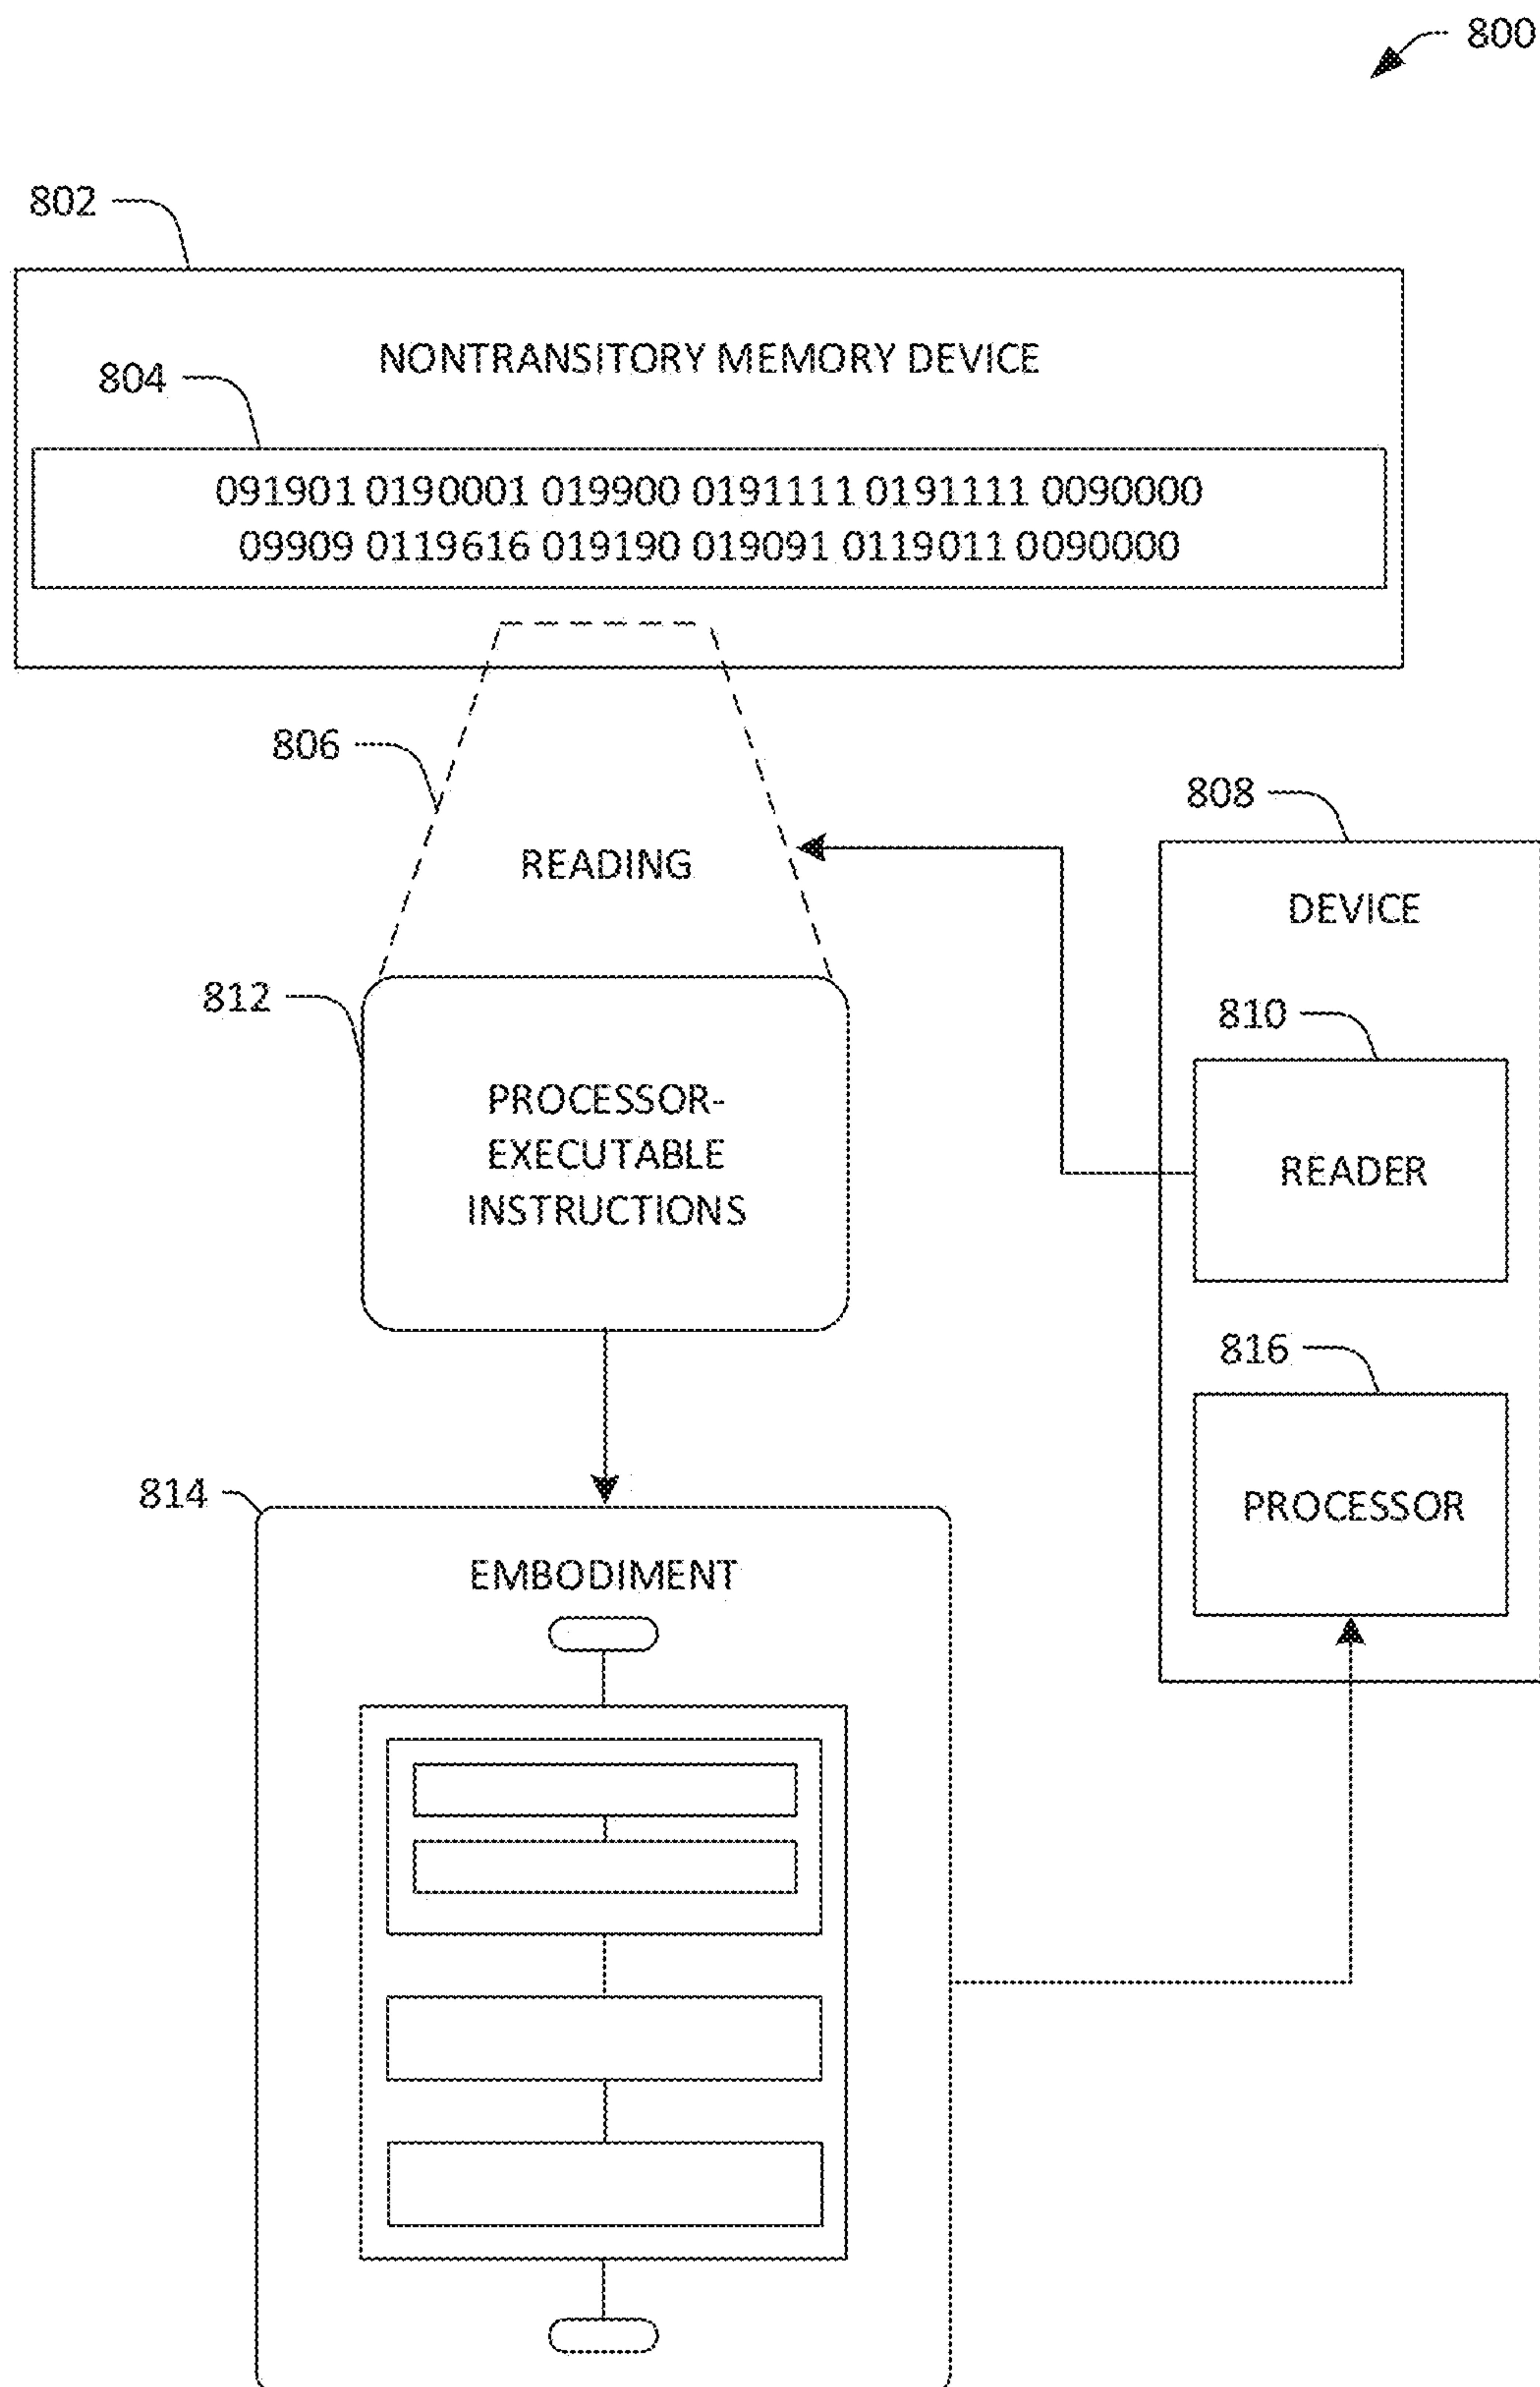 800
802
NONTRANSITORY MEMORY DEVICE
804
091901 0190001 019900 0191111 0191111 0090000
09909 0119616 019190 019091 0119011 0090000
806
READING
808
DEVICE
812
PROCESSOR-
EXECUTABLE
INSTRUCTIONS
810
READER
816
PROCESSOR
814
EMBODIMENT